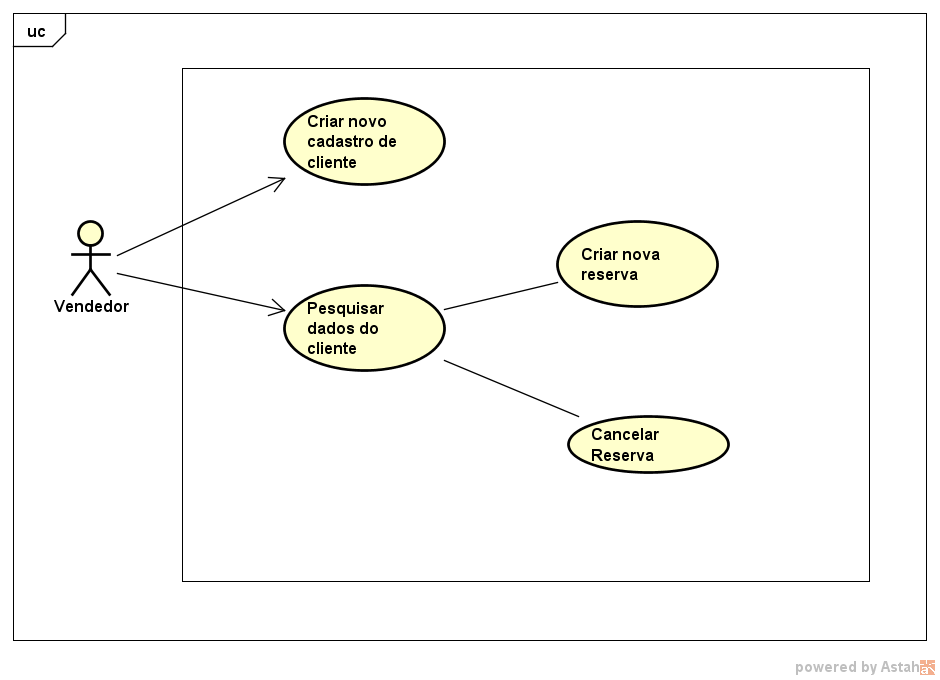 uc
Criar novo
cadastro de
cliente
Criar nova
reserva
Vendedor
Pesquisar
dados do
cliente
Cancelar
Reserva
powered by Astah